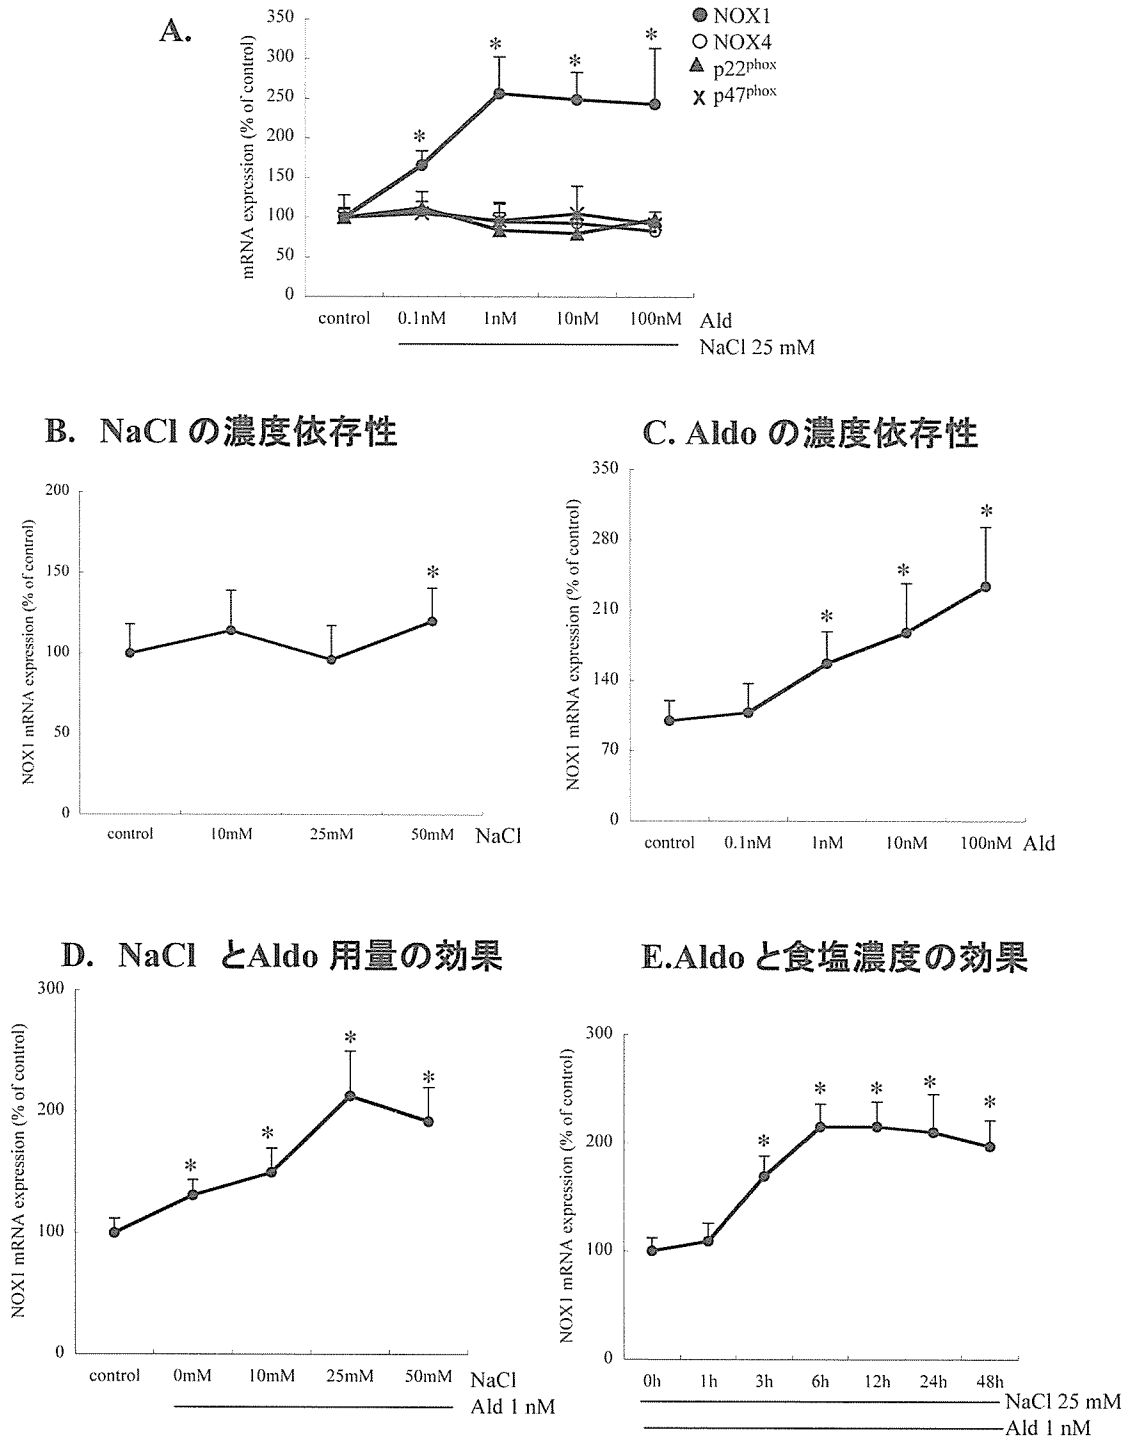 A.
350
300
250
200
150
100
50
0
mRNA expression (% of control)
* * * *
NOX1
NOX4
p22phox
p47phox
control 0.1nM 1nM 10nM 100nM Ald
NaCl 25 mM
B. NaCl の濃度依存性
200
150
100
50
0
NOX1 mRNA expression (% of control)
*
control 10mM 25mM 50mM NaCl
C. Aldo の濃度依存性
350
280
210
140
70
0
NOX1 mRNA expression (% of control)
* * *
control 0.1nM 1nM 10nM 100nM Ald
D. NaCl とAldo 用量の効果
300
200
100
0
NOX1 mRNA expression (% of control)
* * * *
control 0mM 10mM 25mM 50mM NaCl
Ald 1 nM
E.Aldo と食塩濃度の効果
300
200
100
0
NOX1 mRNA expression (% of control)
* * * * *
0h 1h 3h 6h 12h 24h 48h
NaCl 25 mM
Ald 1 nM